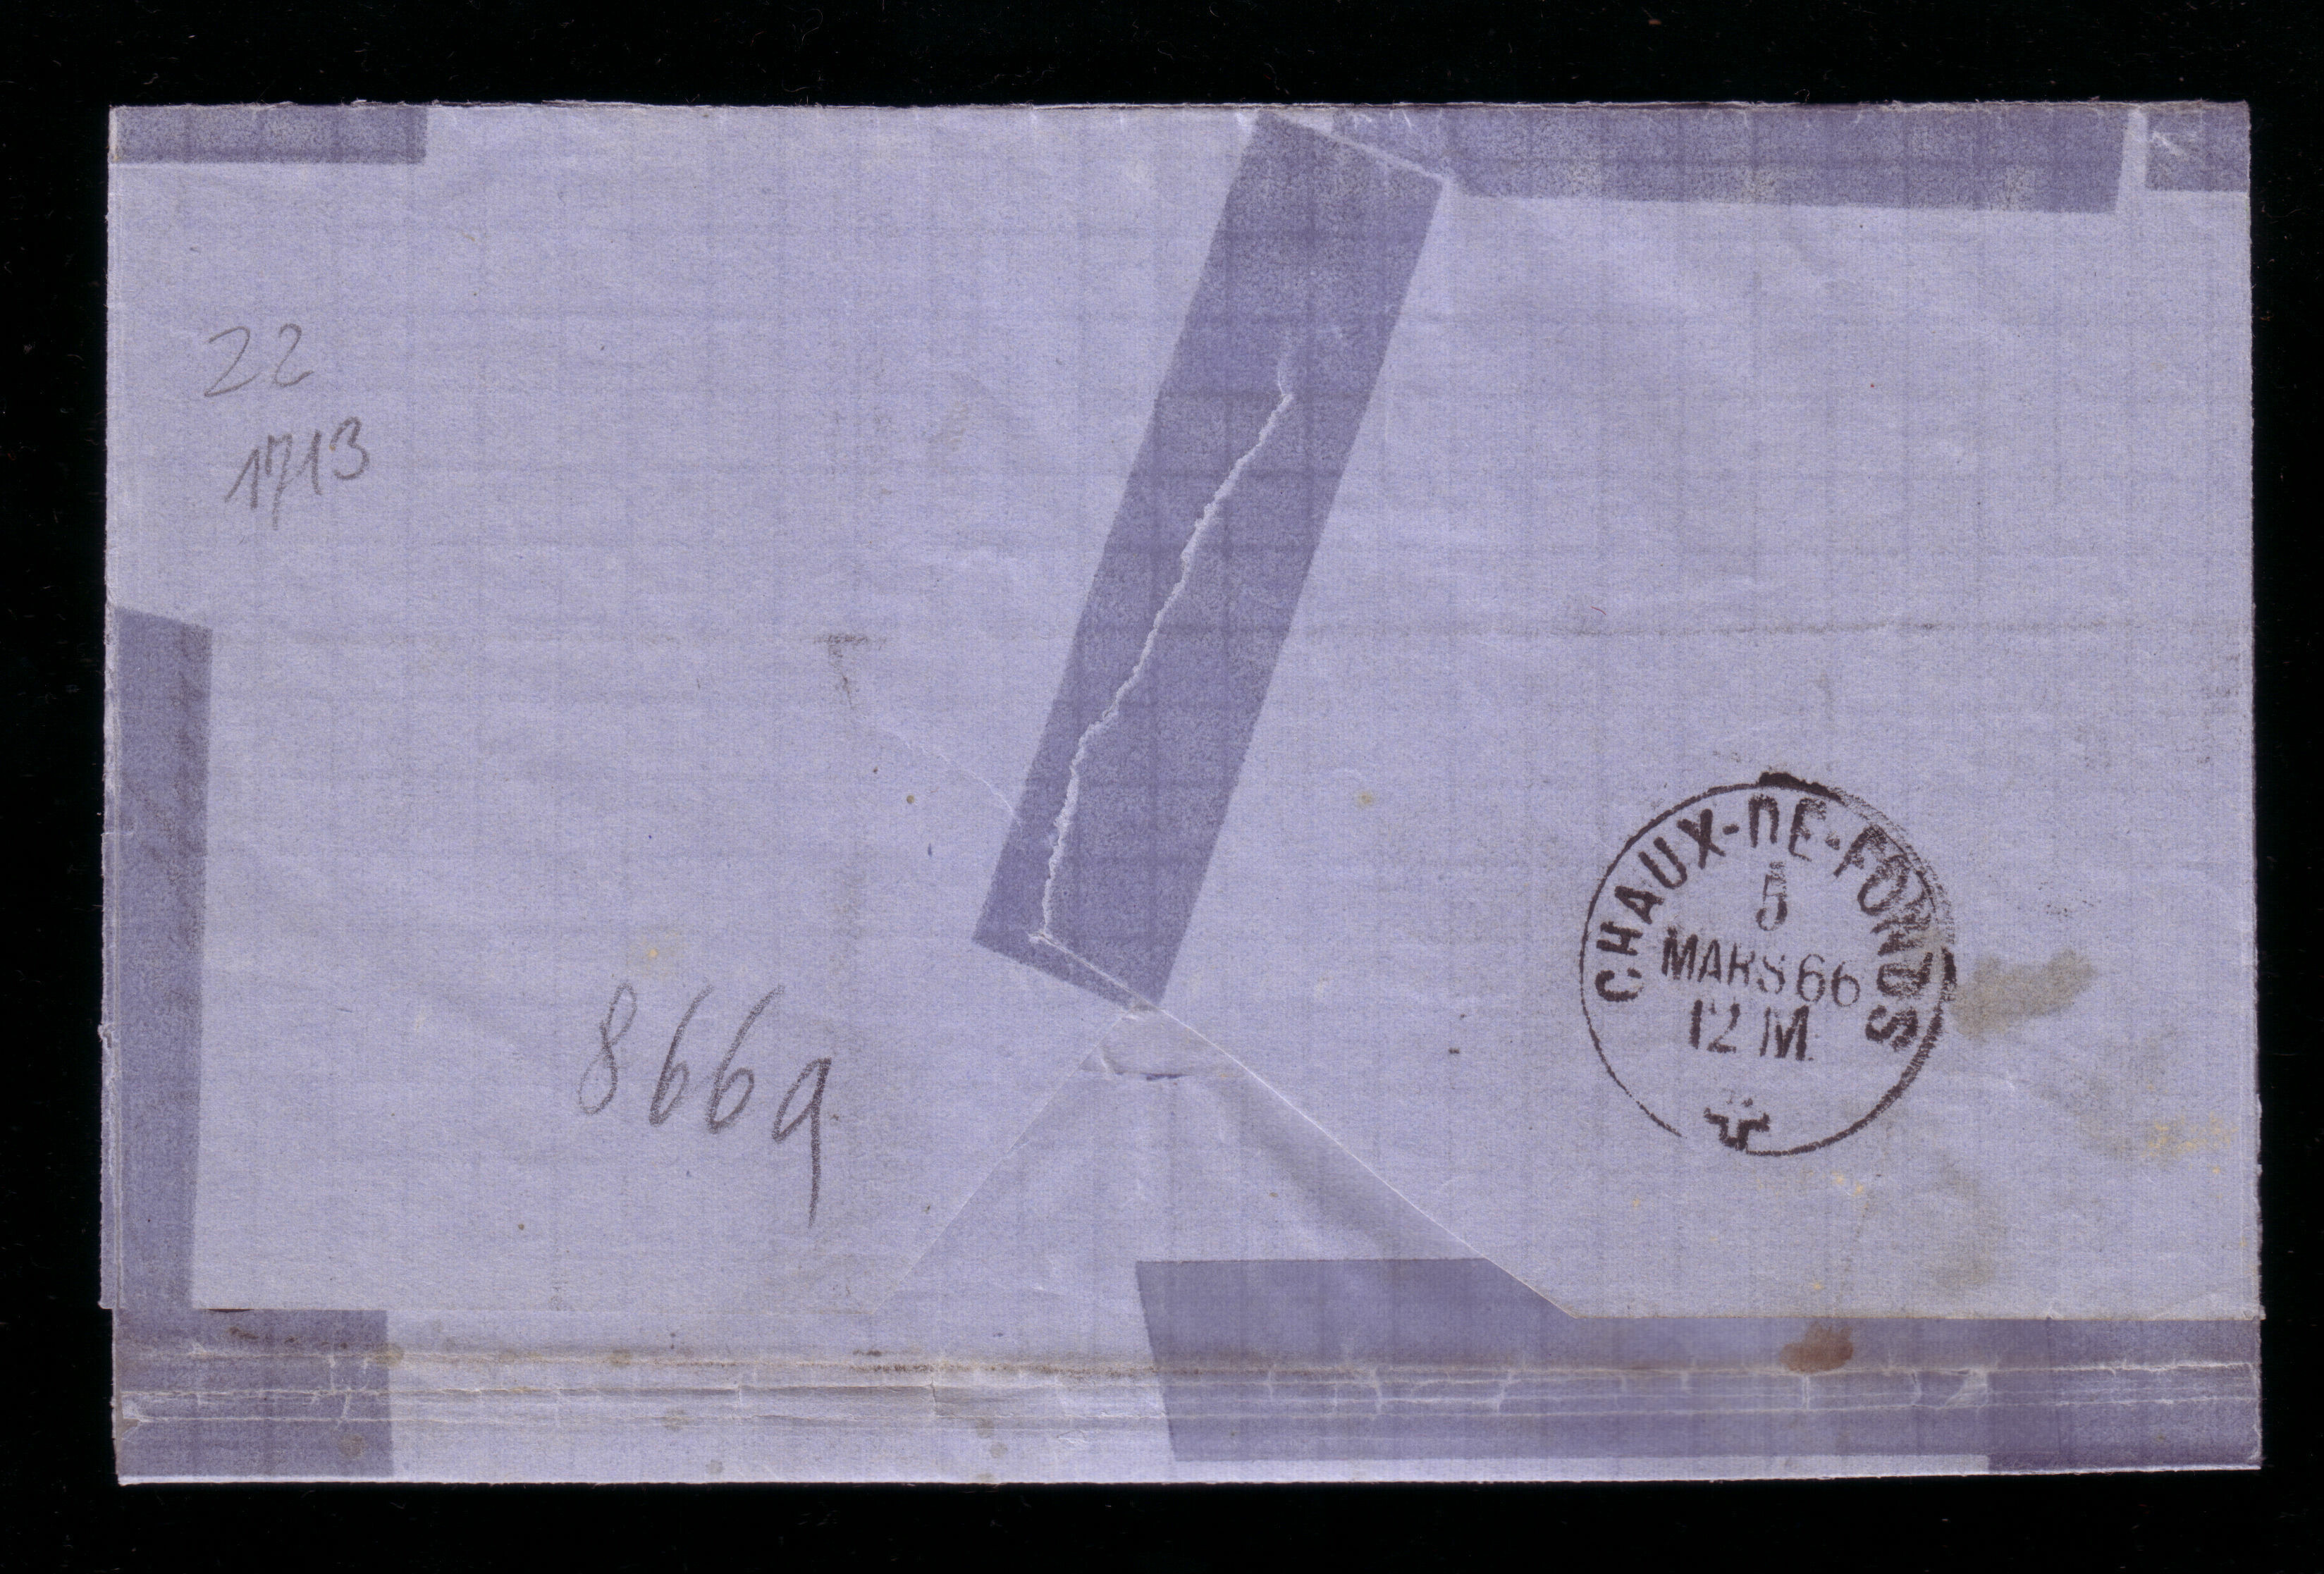 22
1713
8669
CHAUX-DE-FONDS
5
MARS 66
12 M